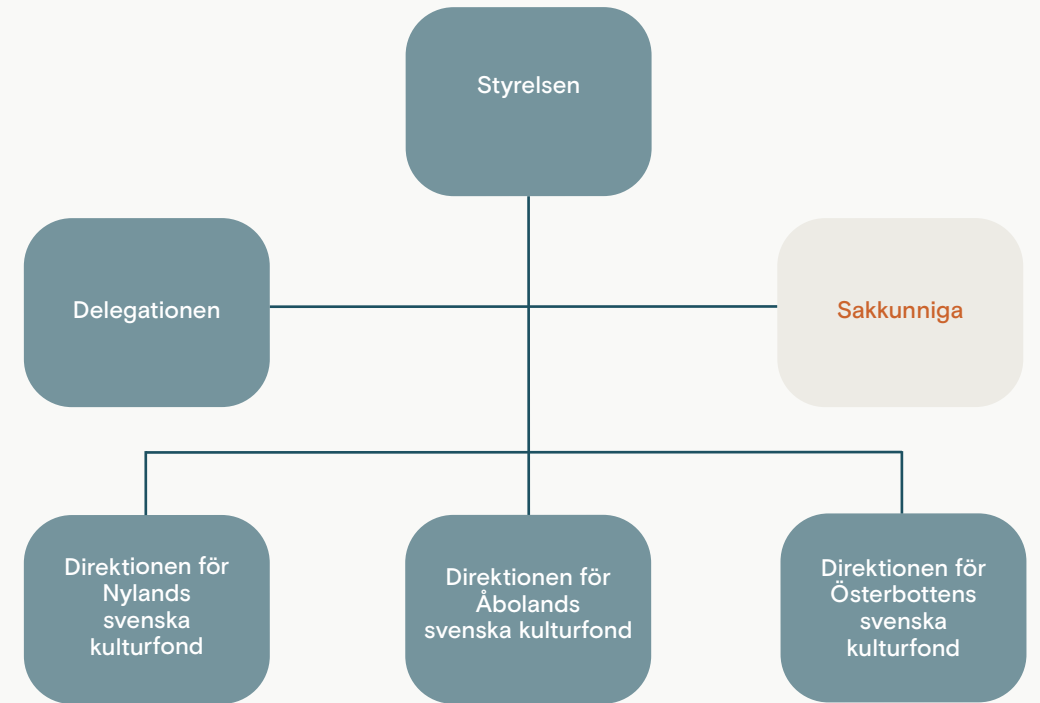 Styrelsen
Delegationen
Sakkunniga
Direktionen för
Nylands
svenska
kulturfond
Direktionen för
Åbolands
svenska kulturfond
Direktionen för
Österbottens
svenska
kulturfond